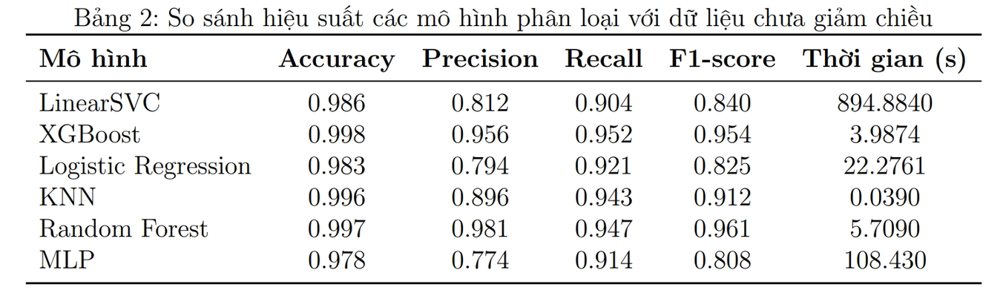 Bảng 2: So sánh hiệu suất các mô hình phân loại với dữ liệu chưa giảm chiều
Mô hình Accuracy Precision Recall F1-score Thời gian (s)
LinearSVC 0.986 0.812 0.904 0.840 894.8840
XGBoost 0.998 0.956 0.952 0.954 3.9874
Logistic Regression 0.983 0.794 0.921 0.825 22.2761
KNN 0.996 0.896 0.943 0.912 0.0390
Random Forest 0.997 0.981 0.947 0.961 5.7090
MLP 0.978 0.774 0.914 0.808 108.430